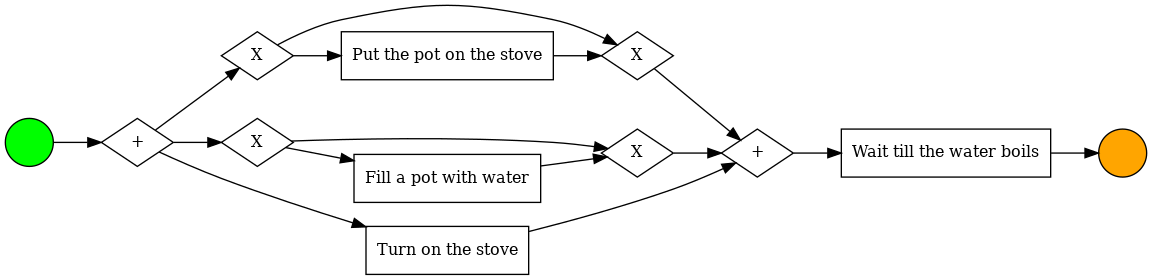 X
Put the pot on the stove
X
+
X
Fill a pot with water
X
+
Wait till the water boils
Turn on the stove